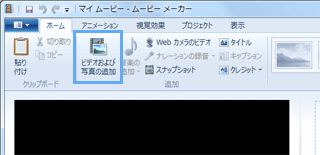 マイ ムービー - ムービー メーカー
ホーム アニメーション 視覚効果 プロジェクト 表示
貼り付け
切り取り
コピー
クリップボード
ビデオおよび
写真の追加
音楽の
追加
Web カメラのビデオ
ナレーションの録音
スナップショット
追加
タイトル
キャプション
クレジット